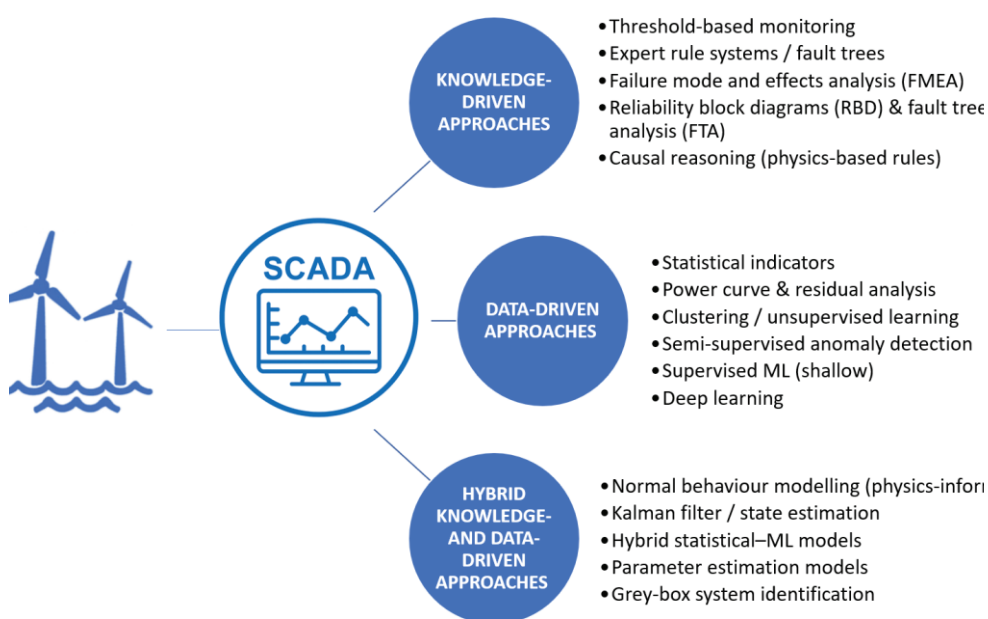 KNOWLEDGE-
DRIVEN
APPROACHES
•Threshold-based monitoring
•Expert rule systems / fault trees
•Failure mode and effects analysis (FMEA)
•Reliability block diagrams (RBD) & fault tree
analysis (FTA)
•Causal reasoning (physics-based rules)
SCADA
DATA-DRIVEN
APPROACHES
•Statistical indicators
•Power curve & residual analysis
•Clustering / unsupervised learning
•Semi-supervised anomaly detection
•Supervised ML (shallow)
•Deep learning
HYBRID
KNOWLEDGE-
AND DATA-
DRIVEN
APPROACHES
•Normal behaviour modelling (physics-inform
•Kalman filter / state estimation
•Hybrid statistical–ML models
•Parameter estimation models
•Grey-box system identification